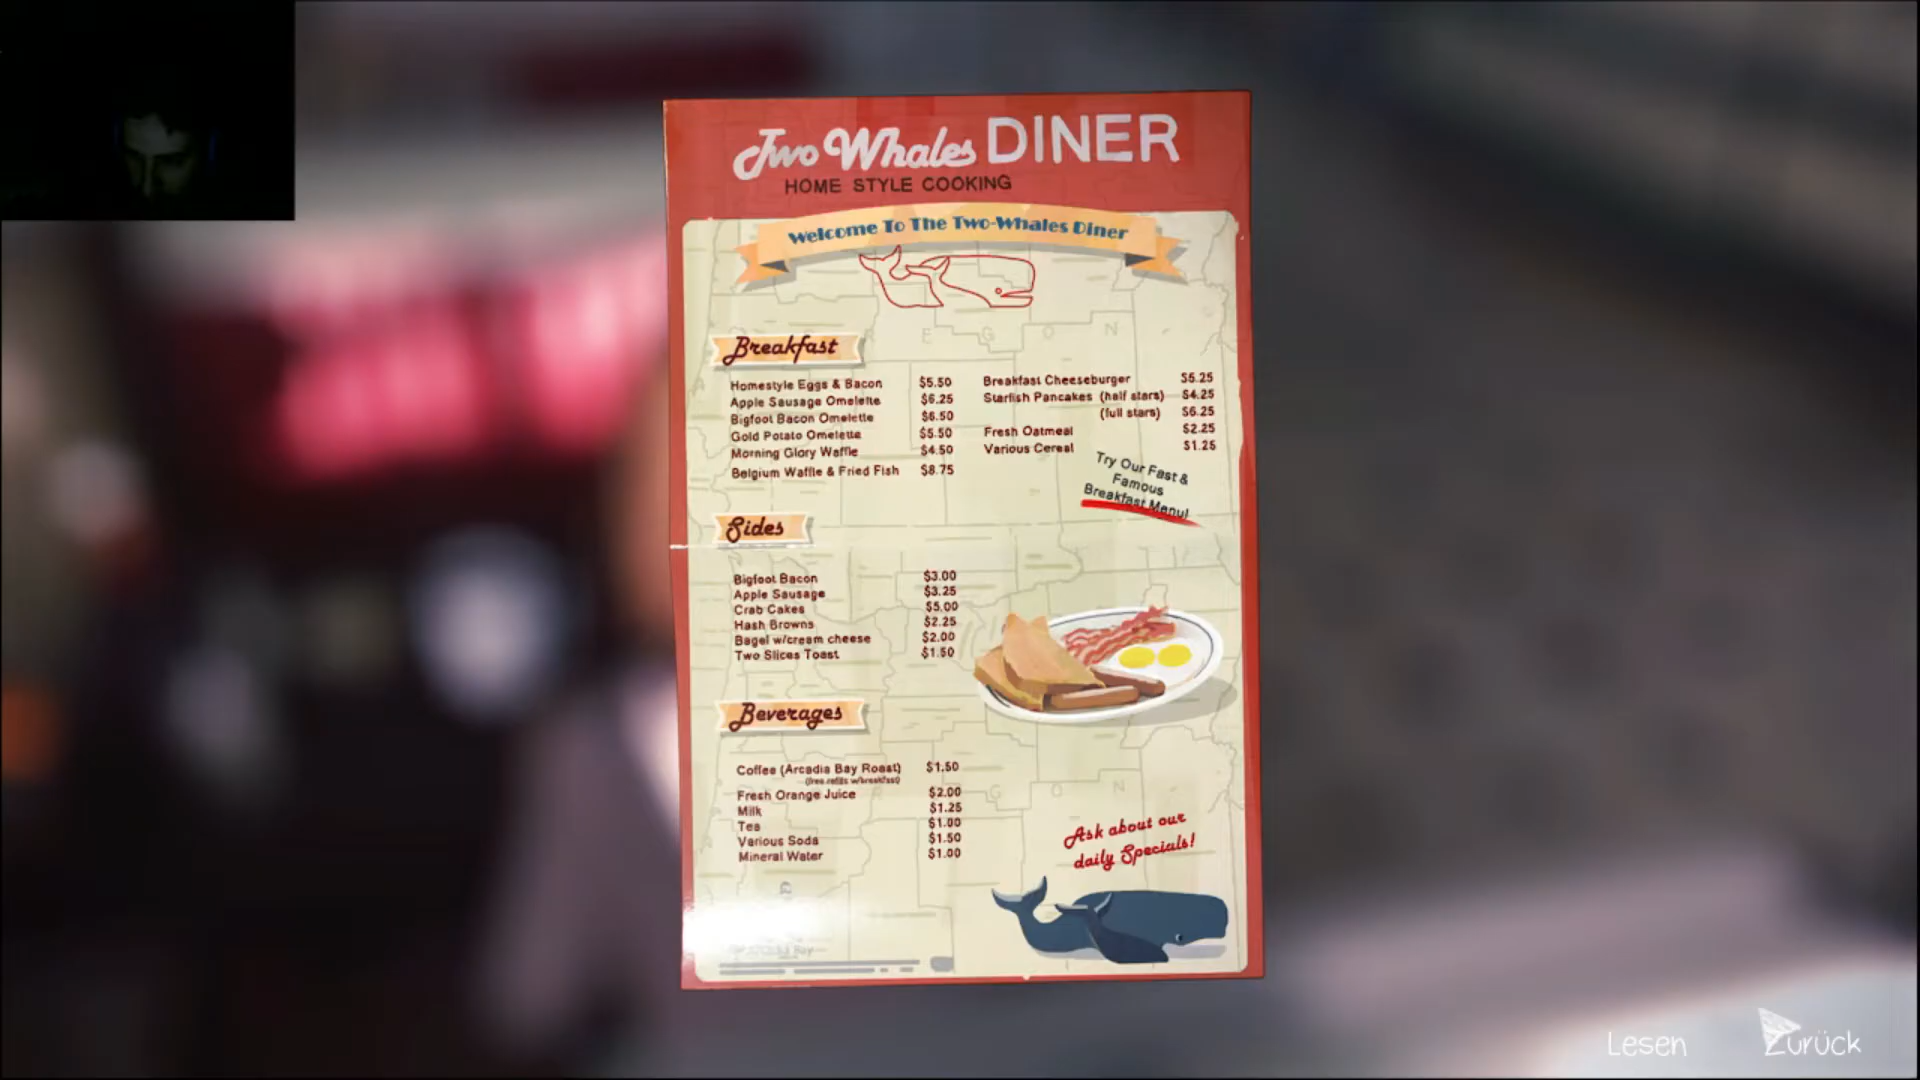 Two Whales DINER
HOME STYLE COOKING
Welcome To The Two-Whales Diner
O R E G O N
Breakfast
Homestyle Eggs & Bacon $5.50
Apple Sausage Omelette $6.25
Bigfoot Bacon Omelette $6.50
Gold Potato Omelette $5.50
Morning Glory Waffle $4.50
Belgium Waffle & Fried Fish $8.75
Breakfast Cheeseburger $5.25
Starfish Pancakes (half stars) $4.25
(full stars) $6.25
Fresh Oatmeal $2.25
Various Cereal $1.25
Try Our Fast &
Famous
Breakfast Menu!
Sides
Bigfoot Bacon $3.00
Apple Sausage $3.25
Crab Cakes $5.00
Hash Browns $2.25
Bagel w/cream cheese $2.00
Two Slices Toast $1.50
Beverages
Coffee (Arcadia Bay Roast) $1.50
(free refills w/breakfast)
Fresh Orange Juice $2.00
Milk $1.25
Tea $1.00
Various Soda $1.50
Mineral Water $1.00
G O N
Ask about our
daily Specials!
Arcadia Bay
Lesen
Zurück